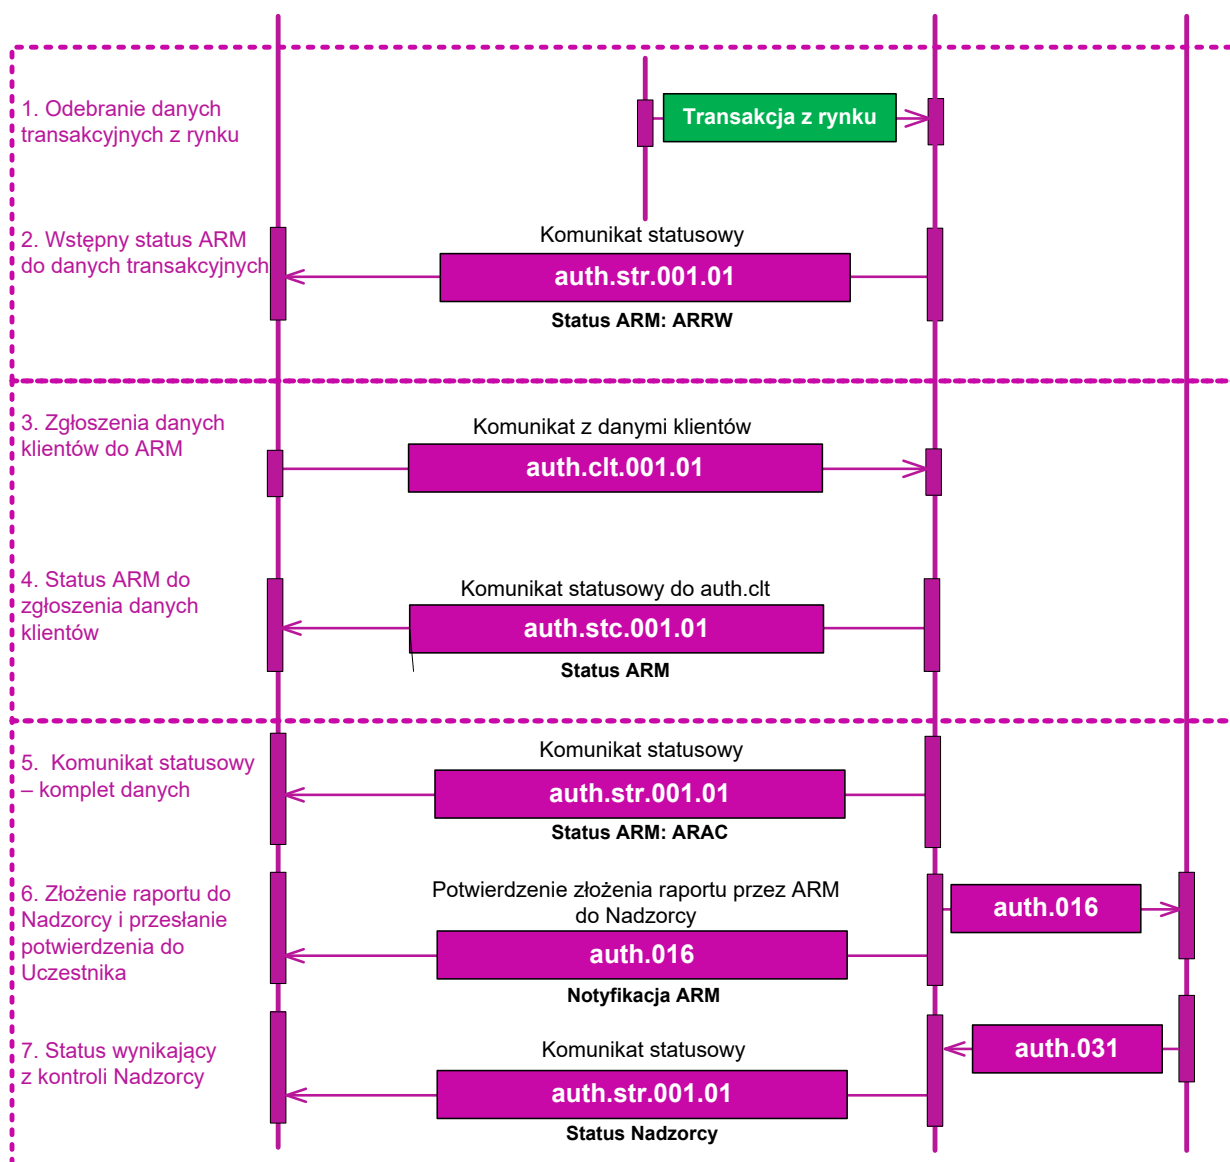 1. Odebranie danych
transakcyjnych z rynku
Transakcja z rynku
2. Wstępny status ARM
do danych transakcyjnych
Komunikat statusowy
auth.str.001.01
Status ARM: ARRW
3. Zgłoszenia danych
klientów do ARM
Komunikat z danymi klientów
auth.clt.001.01
4. Status ARM do
zgłoszenia danych
klientów
Komunikat statusowy do auth.clt
auth.stc.001.01
Status ARM
5. Komunikat statusowy
– komplet danych
Komunikat statusowy
auth.str.001.01
Status ARM: ARAC
6. Złożenie raportu do
Nadzorcy i przesłanie
potwierdzenia do
Uczestnika
Potwierdzenie złożenia raportu przez ARM
do Nadzorcy
auth.016
Notyfikacja ARM
auth.016
7. Status wynikający
z kontroli Nadzorcy
Komunikat statusowy
auth.str.001.01
Status Nadzorcy
auth.031